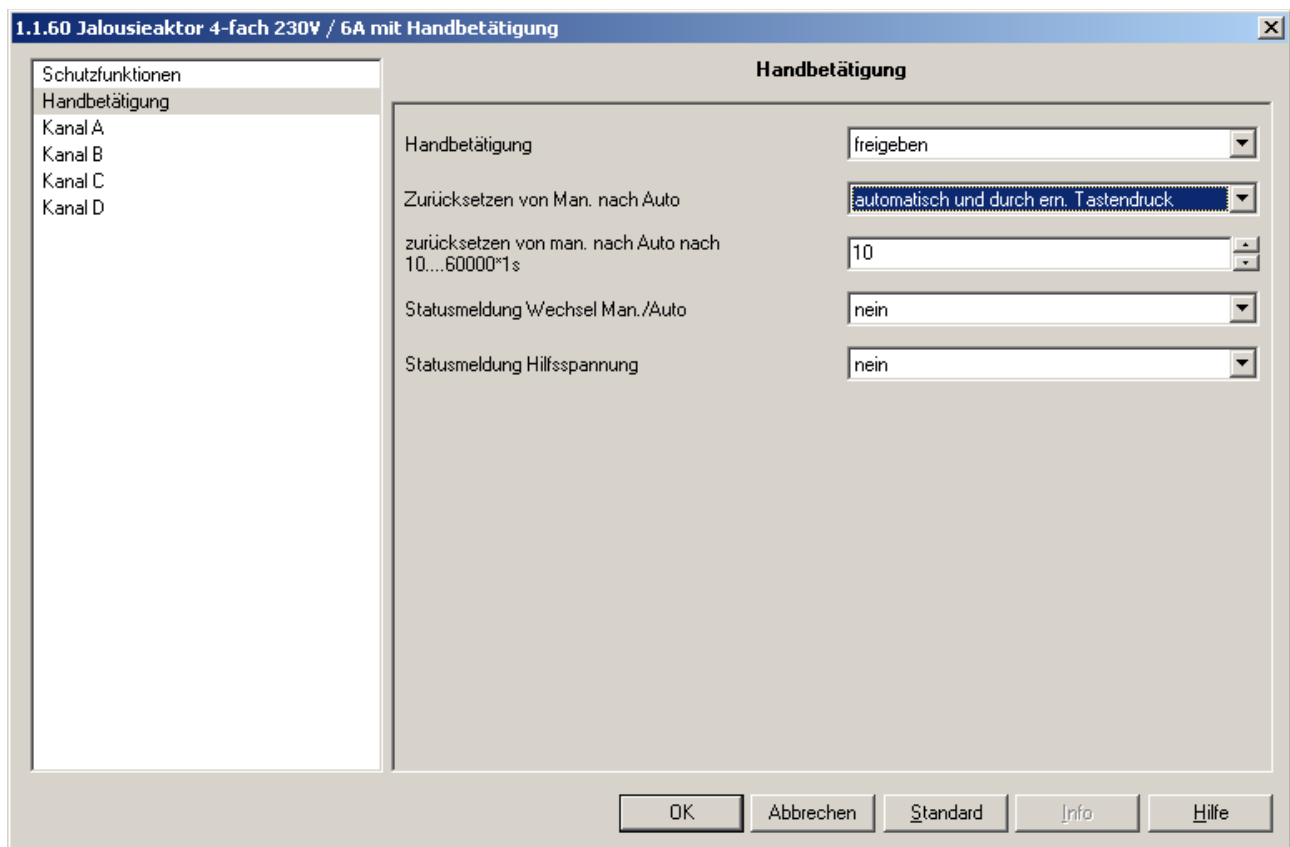 1.1.60 Jalousieaktor 4-fach 230V / 6A mit Handbetätigung
Schutzfunktionen
Handbetätigung
Kanal A
Kanal B
Kanal C
Kanal D
Handbetätigung
Handbetätigung freigeben
Zurücksetzen von Man. nach Auto automatisch und durch ern. Tastendruck
zurücksetzen von man. nach Auto nach
10....60000*1s 10
Statusmeldung Wechsel Man./Auto nein
Statusmeldung Hilfsspannung nein
OK Abbrechen Standard Info Hilfe